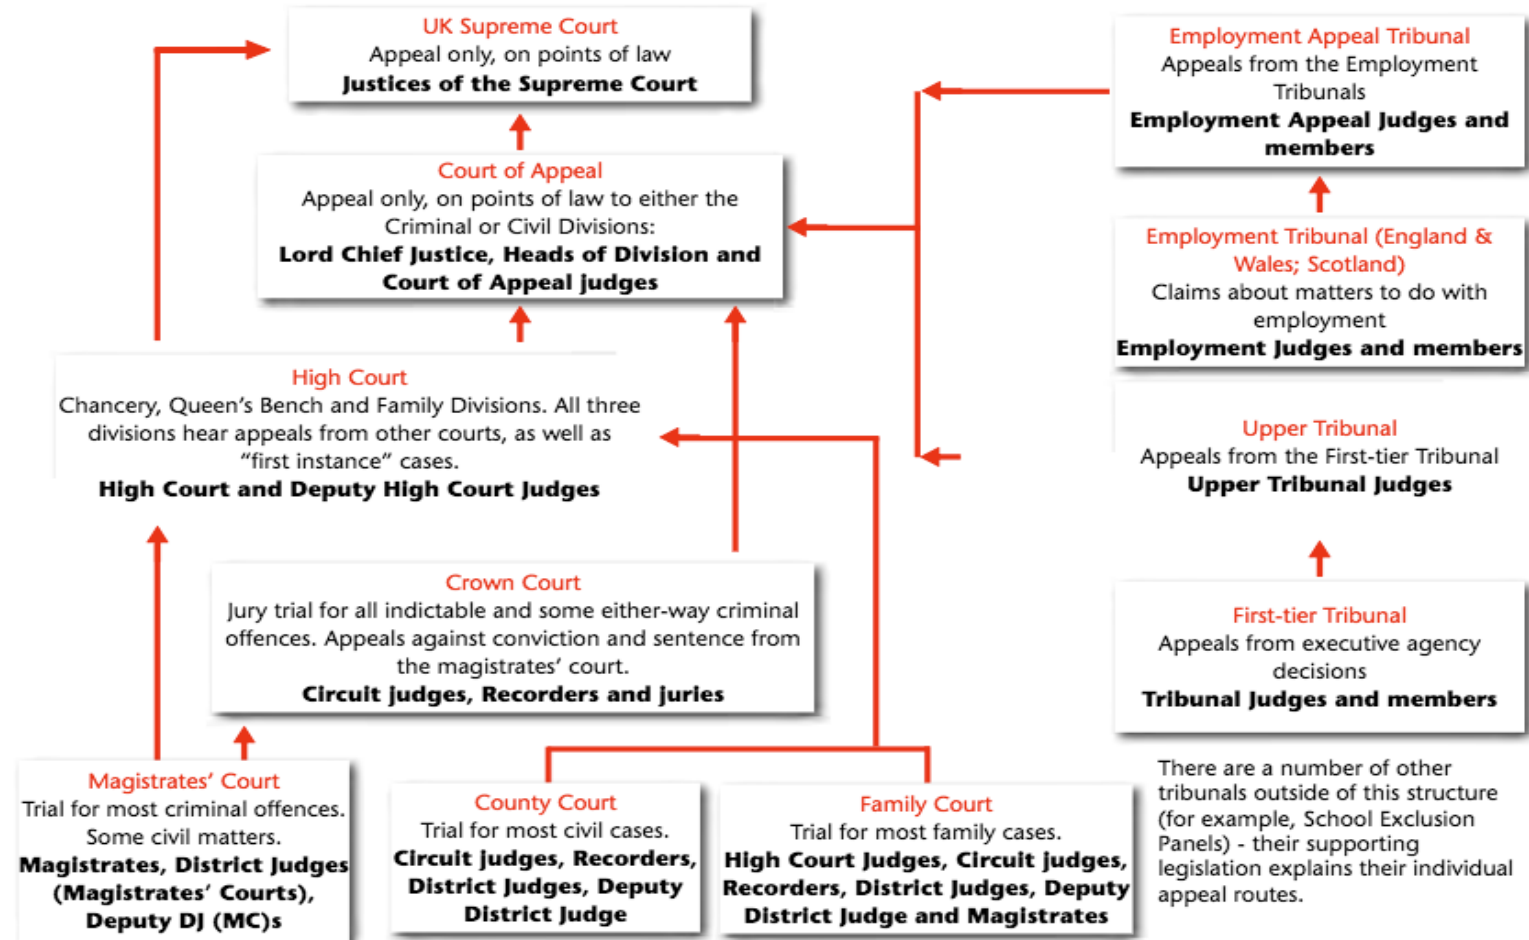 UK Supreme Court
Appeal only, on points of law
Justices of the Supreme Court
Court of Appeal
Appeal only, on points of law to either the
Criminal or Civil Divisions:
Lord Chief Justice, Heads of Division and
Court of Appeal judges
High Court
Chancery, Queen's Bench and Family Divisions. All three
divisions hear appeals from other courts, as well as
"first instance" cases.
High Court and Deputy High Court Judges
Crown Court
Jury trial for all indictable and some either-way criminal
offences. Appeals against conviction and sentence from
the magistrates' court.
Circuit judges, Recorders and juries
Magistrates' Court
Trial for most criminal offences.
Some civil matters.
Magistrates, District Judges
(Magistrates' Courts),
Deputy DJ (MC)s
County Court
Trial for most civil cases.
Circuit judges, Recorders,
District Judges, Deputy
District Judge
Family Court
Trial for most family cases.
High Court Judges, Circuit judges,
Recorders, District Judges, Deputy
District Judge and Magistrates
Employment Appeal Tribunal
Appeals from the Employment
Tribunals
Employment Appeal Judges and
members
Employment Tribunal (England &
Wales; Scotland)
Claims about matters to do with
employment
Employment Judges and members
Upper Tribunal
Appeals from the First-tier Tribunal
Upper Tribunal Judges
First-tier Tribunal
Appeals from executive agency
decisions
Tribunal Judges and members
There are a number of other
tribunals outside of this structure
(for example, School Exclusion
Panels) - their supporting
legislation explains their individual
appeal routes.